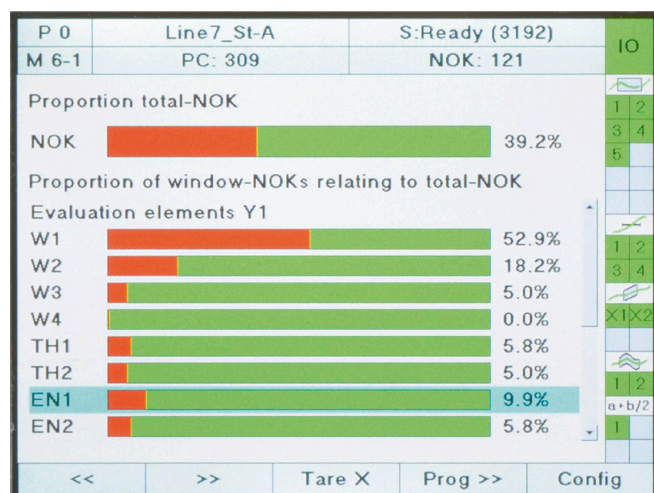 P 0 Line7_St-A S:Ready (3192) IO
M 6-1 PC: 309 NOK: 121
Proportion total-NOK
NOK 39.2%
Proportion of window-NOKs relating to total-NOK
Evaluation elements Y1
W1 52.9%
W2 18.2%
W3 5.0%
W4 0.0%
TH1 5.8%
TH2 5.0%
EN1 9.9%
EN2 5.8%
1 2
3 4
5
1 2
3 4
X1 X2
1 2
a+b/2
1
<< >> Tare X Prog >> Config